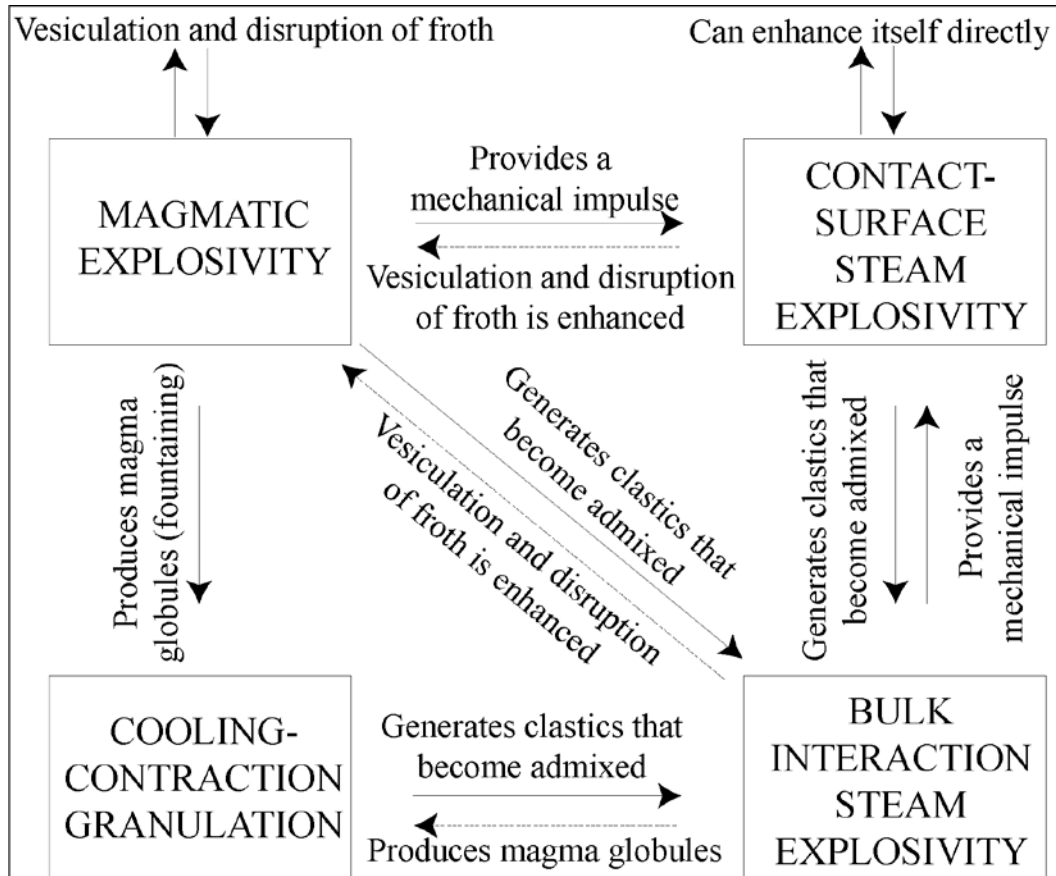 Vesiculation and disruption of froth
Can enhance itself directly
MAGMATIC
EXPLOSIVITY
Provides a
mechanical impulse
Vesiculation and disruption
of froth is enhanced
CONTACT-
SURFACE
STEAM
EXPLOSIVITY
Produces magma
globules (fountaining)
Generates clastics that
become admixed
Vesiculation and disruption
of froth is enhanced
Generates clastics that
become admixed
Provides a
mechanical impulse
COOLING-
CONTRACTION
GRANULATION
Generates clastics that
become admixed
Produces magma globules
BULK
INTERACTION
STEAM
EXPLOSIVITY